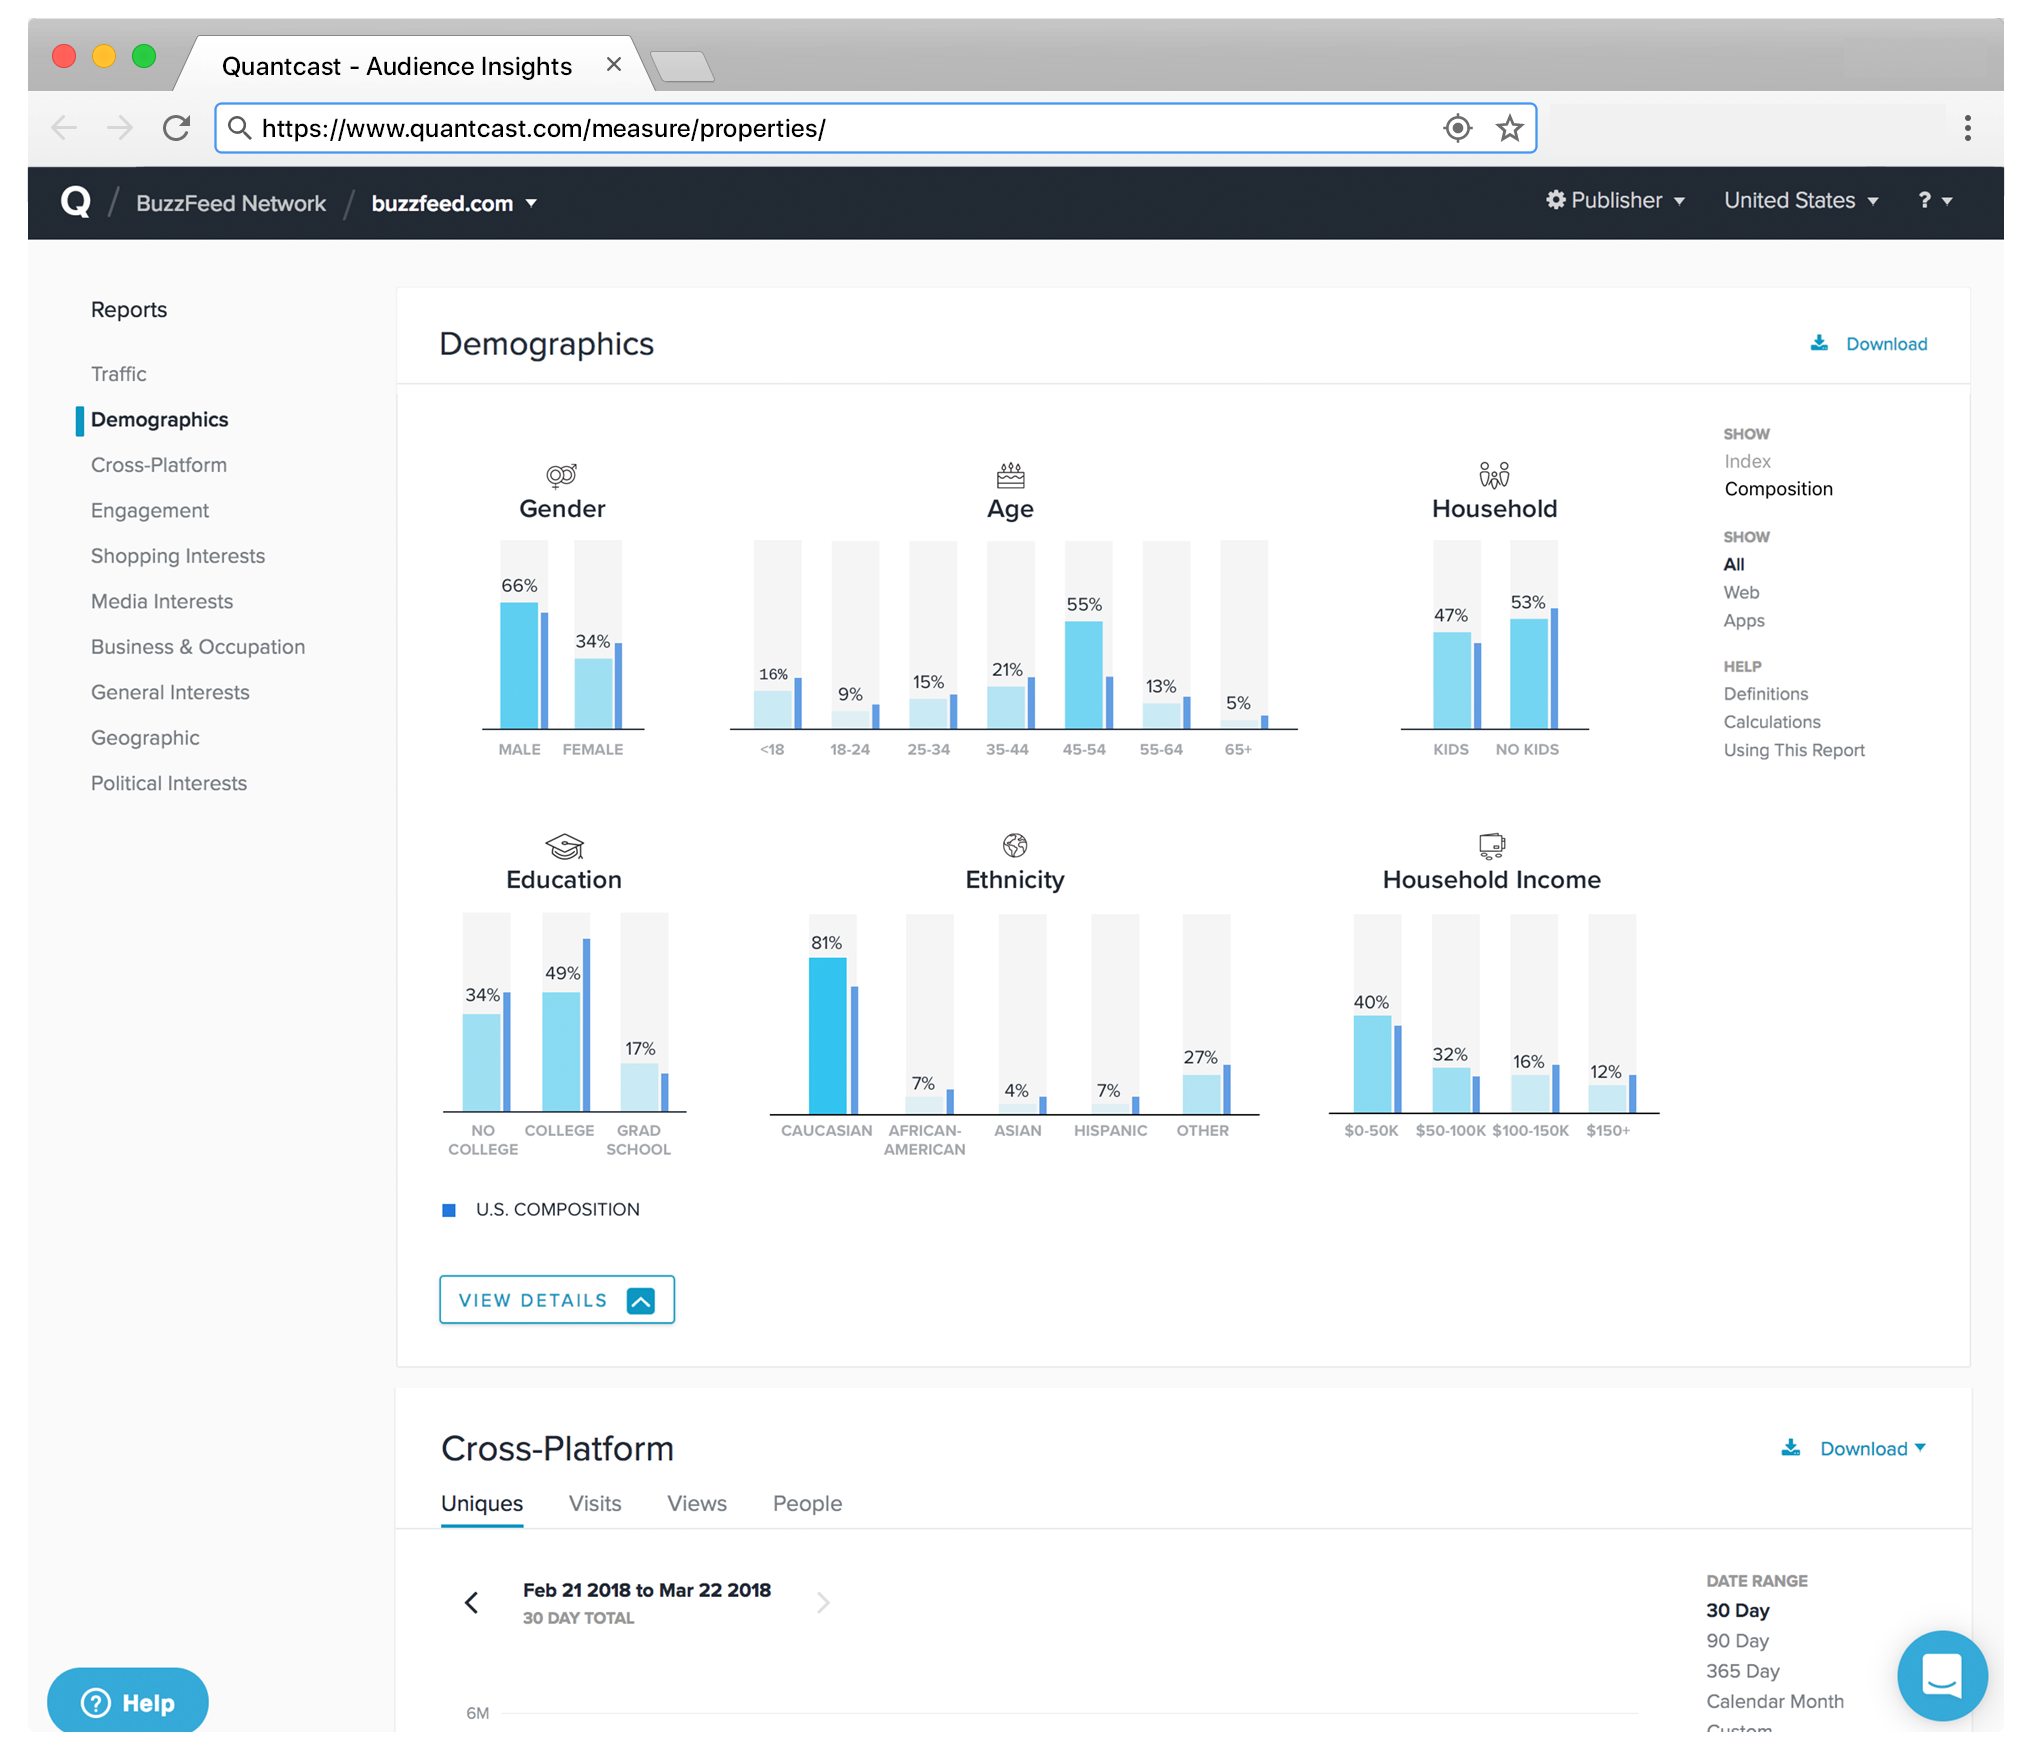 Quantcast - Audience Insights
https://www.quantcast.com/measure/properties/
Q / BuzzFeed Network / buzzfeed.com
Publisher United States ?
Reports
Traffic
Demographics
Cross-Platform
Engagement
Shopping Interests
Media Interests
Business & Occupation
General Interests
Geographic
Political Interests
Demographics
Download
Gender
66%
34%
MALE FEMALE
Age
16%
9%
15%
21%
55%
13%
5%
<18 18-24 25-34 35-44 45-54 55-64 65+
Household
47%
53%
KIDS NO KIDS
SHOW
Index
Composition
SHOW
All
Web
Apps
HELP
Definitions
Calculations
Using This Report
Education
34%
49%
17%
NO COLLEGE
COLLEGE
GRAD SCHOOL
Ethnicity
81%
7%
4%
7%
27%
CAUCASIAN
AFRICAN-
AMERICAN
ASIAN
HISPANIC
OTHER
Household Income
40%
32%
16%
12%
$0-50K $50-100K $100-150K $150+
U.S. COMPOSITION
VIEW DETAILS
Cross-Platform
Download
Uniques Visits Views People
Feb 21 2018 to Mar 22 2018
30 DAY TOTAL
6M
DATE RANGE
30 Day
90 Day
365 Day
Calendar Month
Custom
? Help